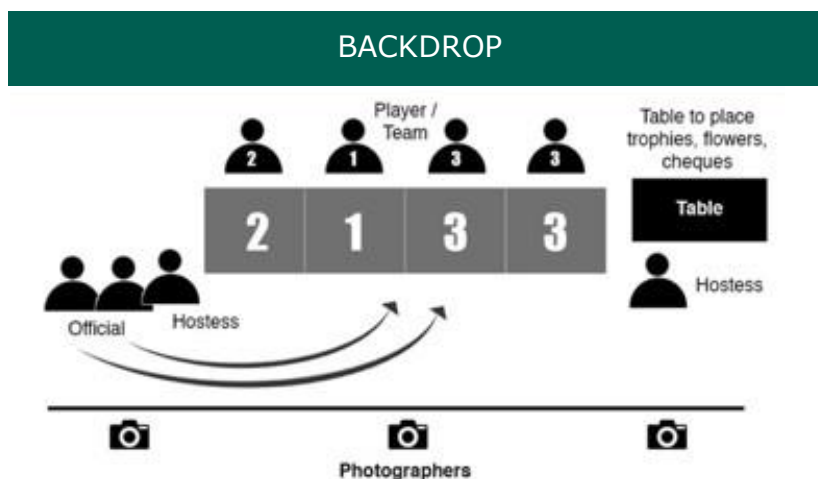 BACKDROP
Player /
Team
Table to place
trophies, flowers,
cheques
2
1
3
3
2
1
3
3
Table
Hostess
Official
Hostess
Photographers